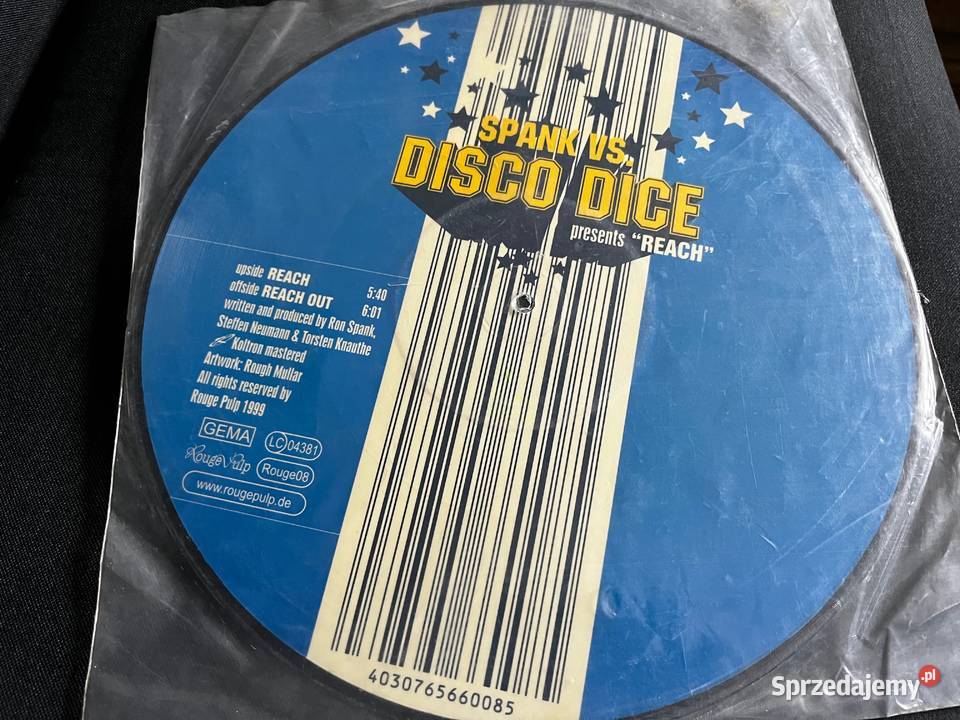 SPANK VS.
DISCO DICE
presents "REACH"
upside REACH 5:40
offside REACH OUT 6:01
written and produced by Ron Spank,
Steffen Neumann & Torsten Knauthe
Koltron mastered
Artwork: Rough Mullar
All rights reserved by
Rouge Pulp 1999
GEMA LC 04381
Rouge Pulp Rouge08
www.rougepulp.de
4030765660085
Sprzedajemy.pl